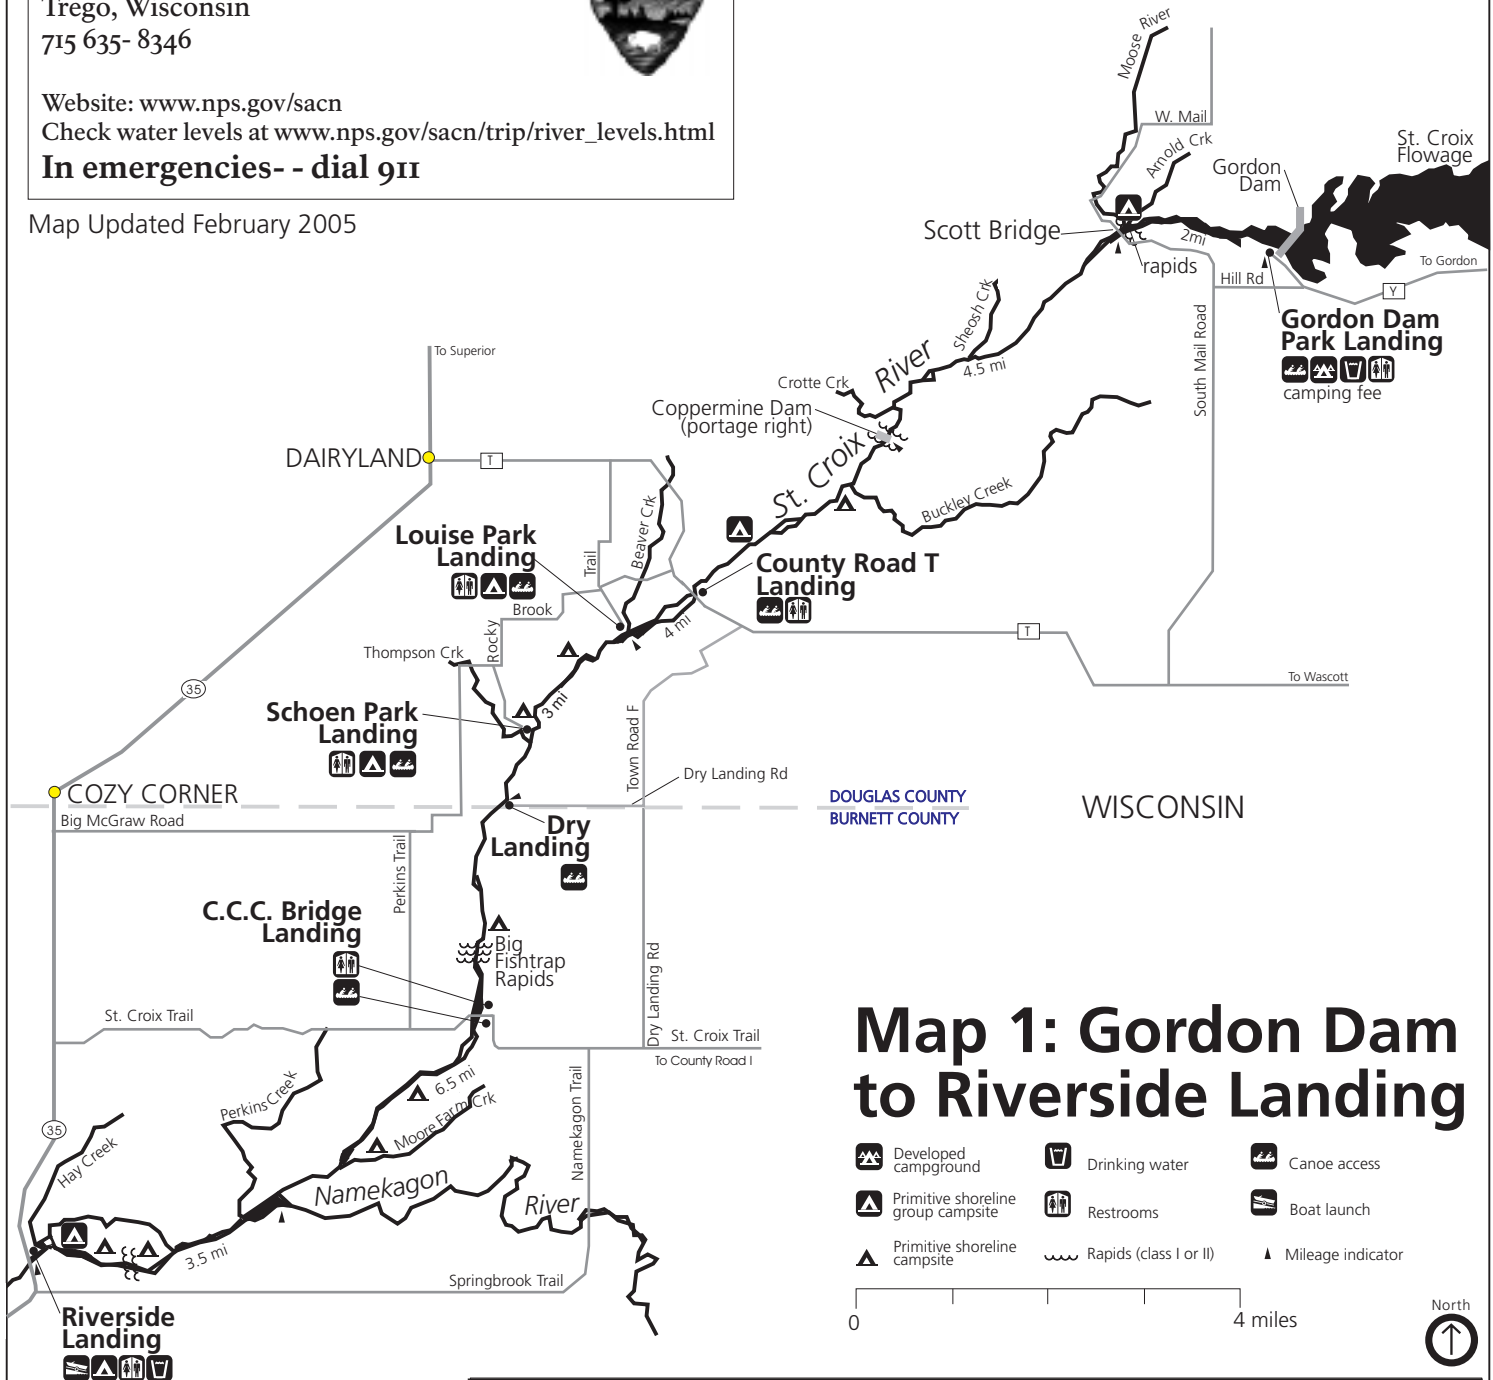 Trego, Wisconsin
715 635- 8346
Website: www.nps.gov/sacn
Check water levels at www.nps.gov/sacn/trip/river_levels.html
In emergencies- - dial 911
Map Updated February 2005
Moose River
W. Mail
Arnold Crk
Gordon
Dam
St. Croix
Flowage
Scott Bridge
2mi
rapids
Hill Rd
To Gordon
Y
Gordon Dam
Park Landing
camping fee
South Mail Road
Sheosh Crk
4.5 mi
St. Croix River
Crotte Crk
Coppermine Dam
(portage right)
Buckley Creek
To Superior
DAIRYLAND
T
Louise Park
Landing
Beaver Crk
Trail
Brook
Rocky
County Road T
Landing
4 mi
T
To Wascott
Thompson Crk
35
3 mi
Schoen Park
Landing
Town Road F
Dry Landing Rd
COZY CORNER
Big McGraw Road
DOUGLAS COUNTY
BURNETT COUNTY
WISCONSIN
Dry
Landing
Perkins Trail
C.C.C. Bridge
Landing
Big
Fishtrap
Rapids
Dry Landing Rd
St. Croix Trail
St. Croix Trail
To County Road I
6.5 mi
Perkins Creek
Moore Farm Crk
Namekagon Trail
35
Hay Creek
Namekagon River
3.5 mi
Springbrook Trail
Riverside
Landing
Map 1: Gordon Dam
to Riverside Landing
Developed
campground
Drinking water
Canoe access
Primitive shoreline
group campsite
Restrooms
Boat launch
Primitive shoreline
campsite
Rapids (class I or II)
Mileage indicator
0
4 miles
North